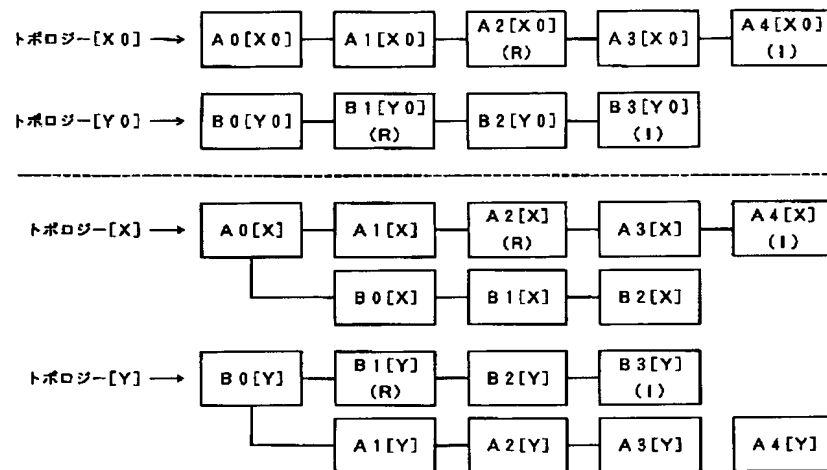 トポロジー[X0] A0[X0] A1[X0] A2[X0] A3[X0] A4[X0]
(R) (I)
トポロジー[Y0] B0[Y0] B1[Y0] B2[Y0] B3[Y0]
(R) (I)
トポロジー[X] A0[X] A1[X] A2[X] A3[X] A4[X]
(R) (I)
B0[X] B1[X] B2[X]
トポロジー[Y] B0[Y] B1[Y] B2[Y] B3[Y]
(R) (I)
A1[Y] A2[Y] A3[Y] A4[Y]